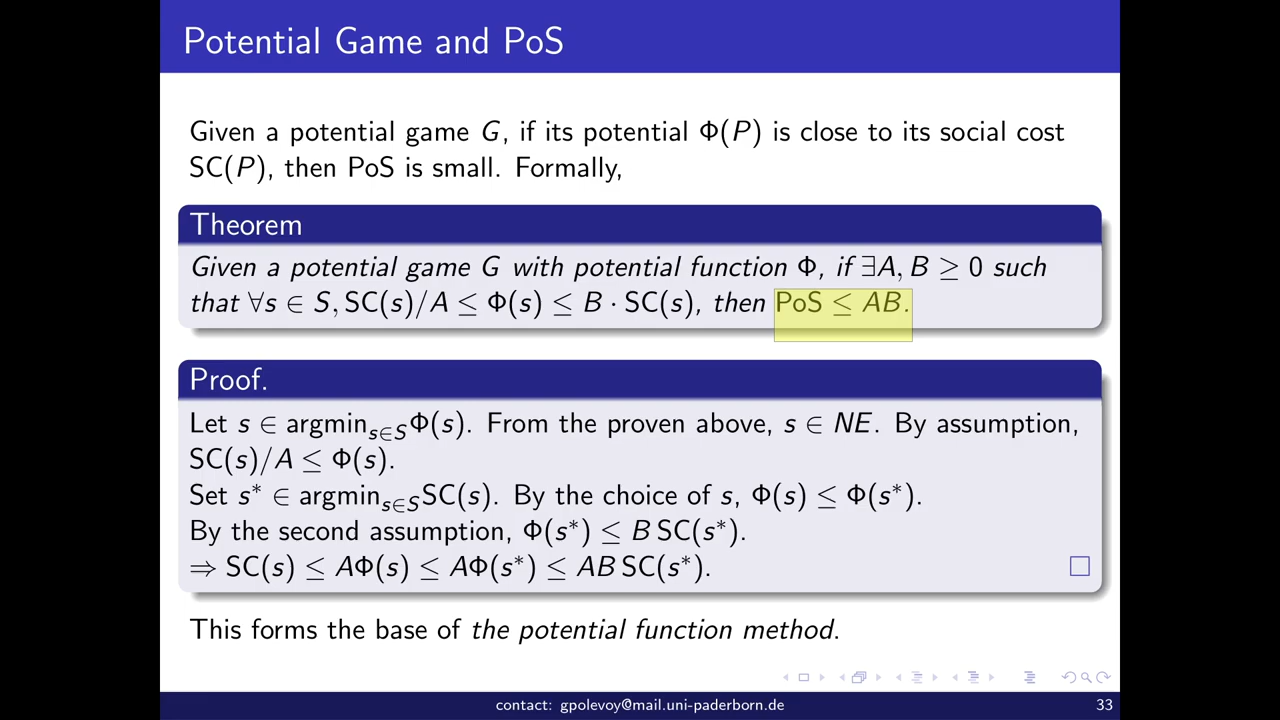 Potential Game and PoS
Given a potential game G, if its potential Φ(P) is close to its social cost
SC(P), then PoS is small. Formally,
Theorem
Given a potential game G with potential function Φ, if ∃A, B ≥ 0 such
that ∀s ∈ S, SC(s)/A ≤ Φ(s) ≤ B · SC(s), then PoS ≤ AB.
Proof.
Let s ∈ argmin_{s∈S}Φ(s). From the proven above, s ∈ NE. By assumption,
SC(s)/A ≤ Φ(s).
Set s* ∈ argmin_{s∈S}SC(s). By the choice of s, Φ(s) ≤ Φ(s*).
By the second assumption, Φ(s*) ≤ B SC(s*).
⇒ SC(s) ≤ AΦ(s) ≤ AΦ(s*) ≤ AB SC(s*). □
This forms the base of the potential function method.
contact: gpolevoy@mail.uni-paderborn.de 33